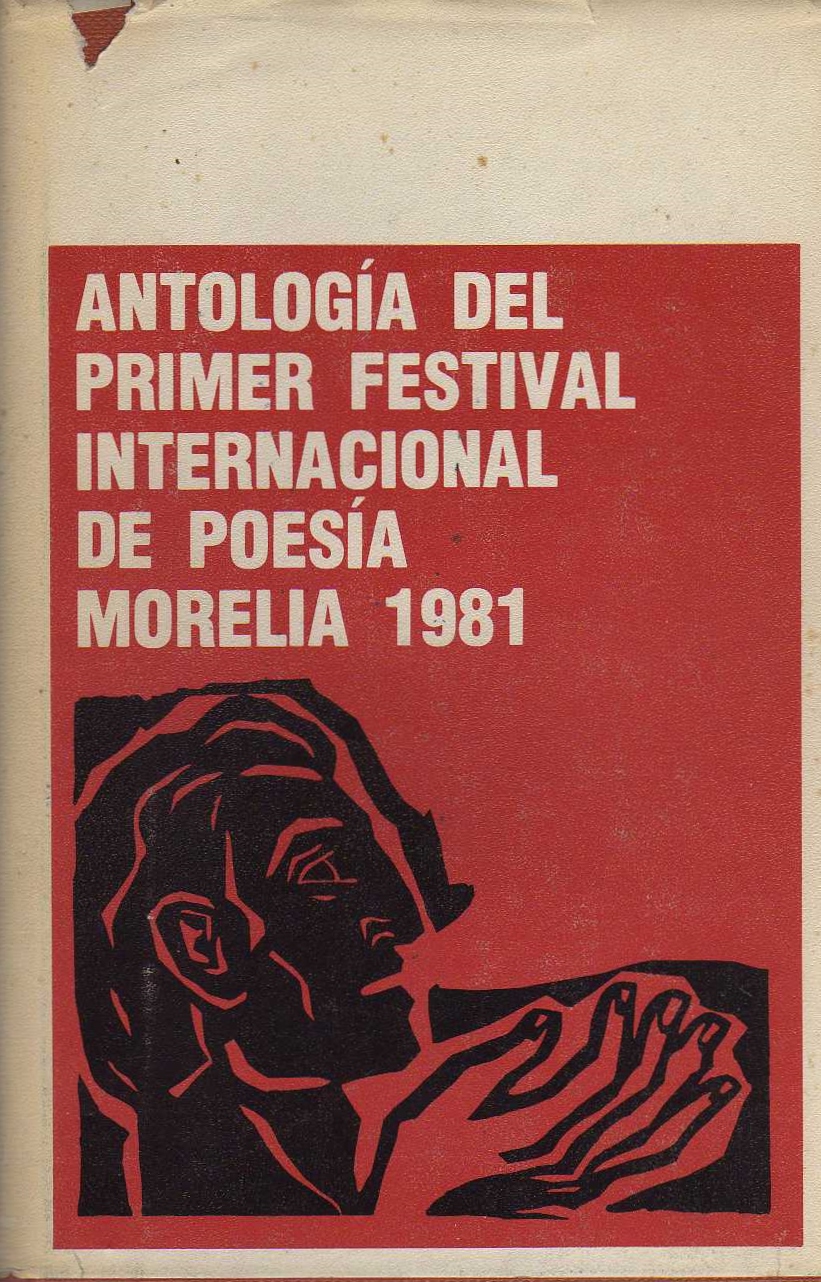 ANTOLOGÍA DEL
PRIMER FESTIVAL
INTERNACIONAL
DE POESÍA
MORELIA 1981